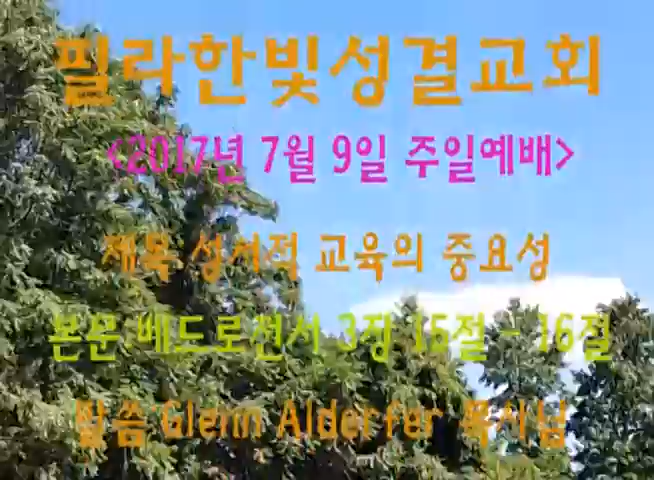 필라한빛성결교회
<2017년 7월 9일 주일예배>
제목:성서적 교육의 중요성
본문:베드로전서 3장 15절 - 16절
말씀:Glenn Alderfer 목사님